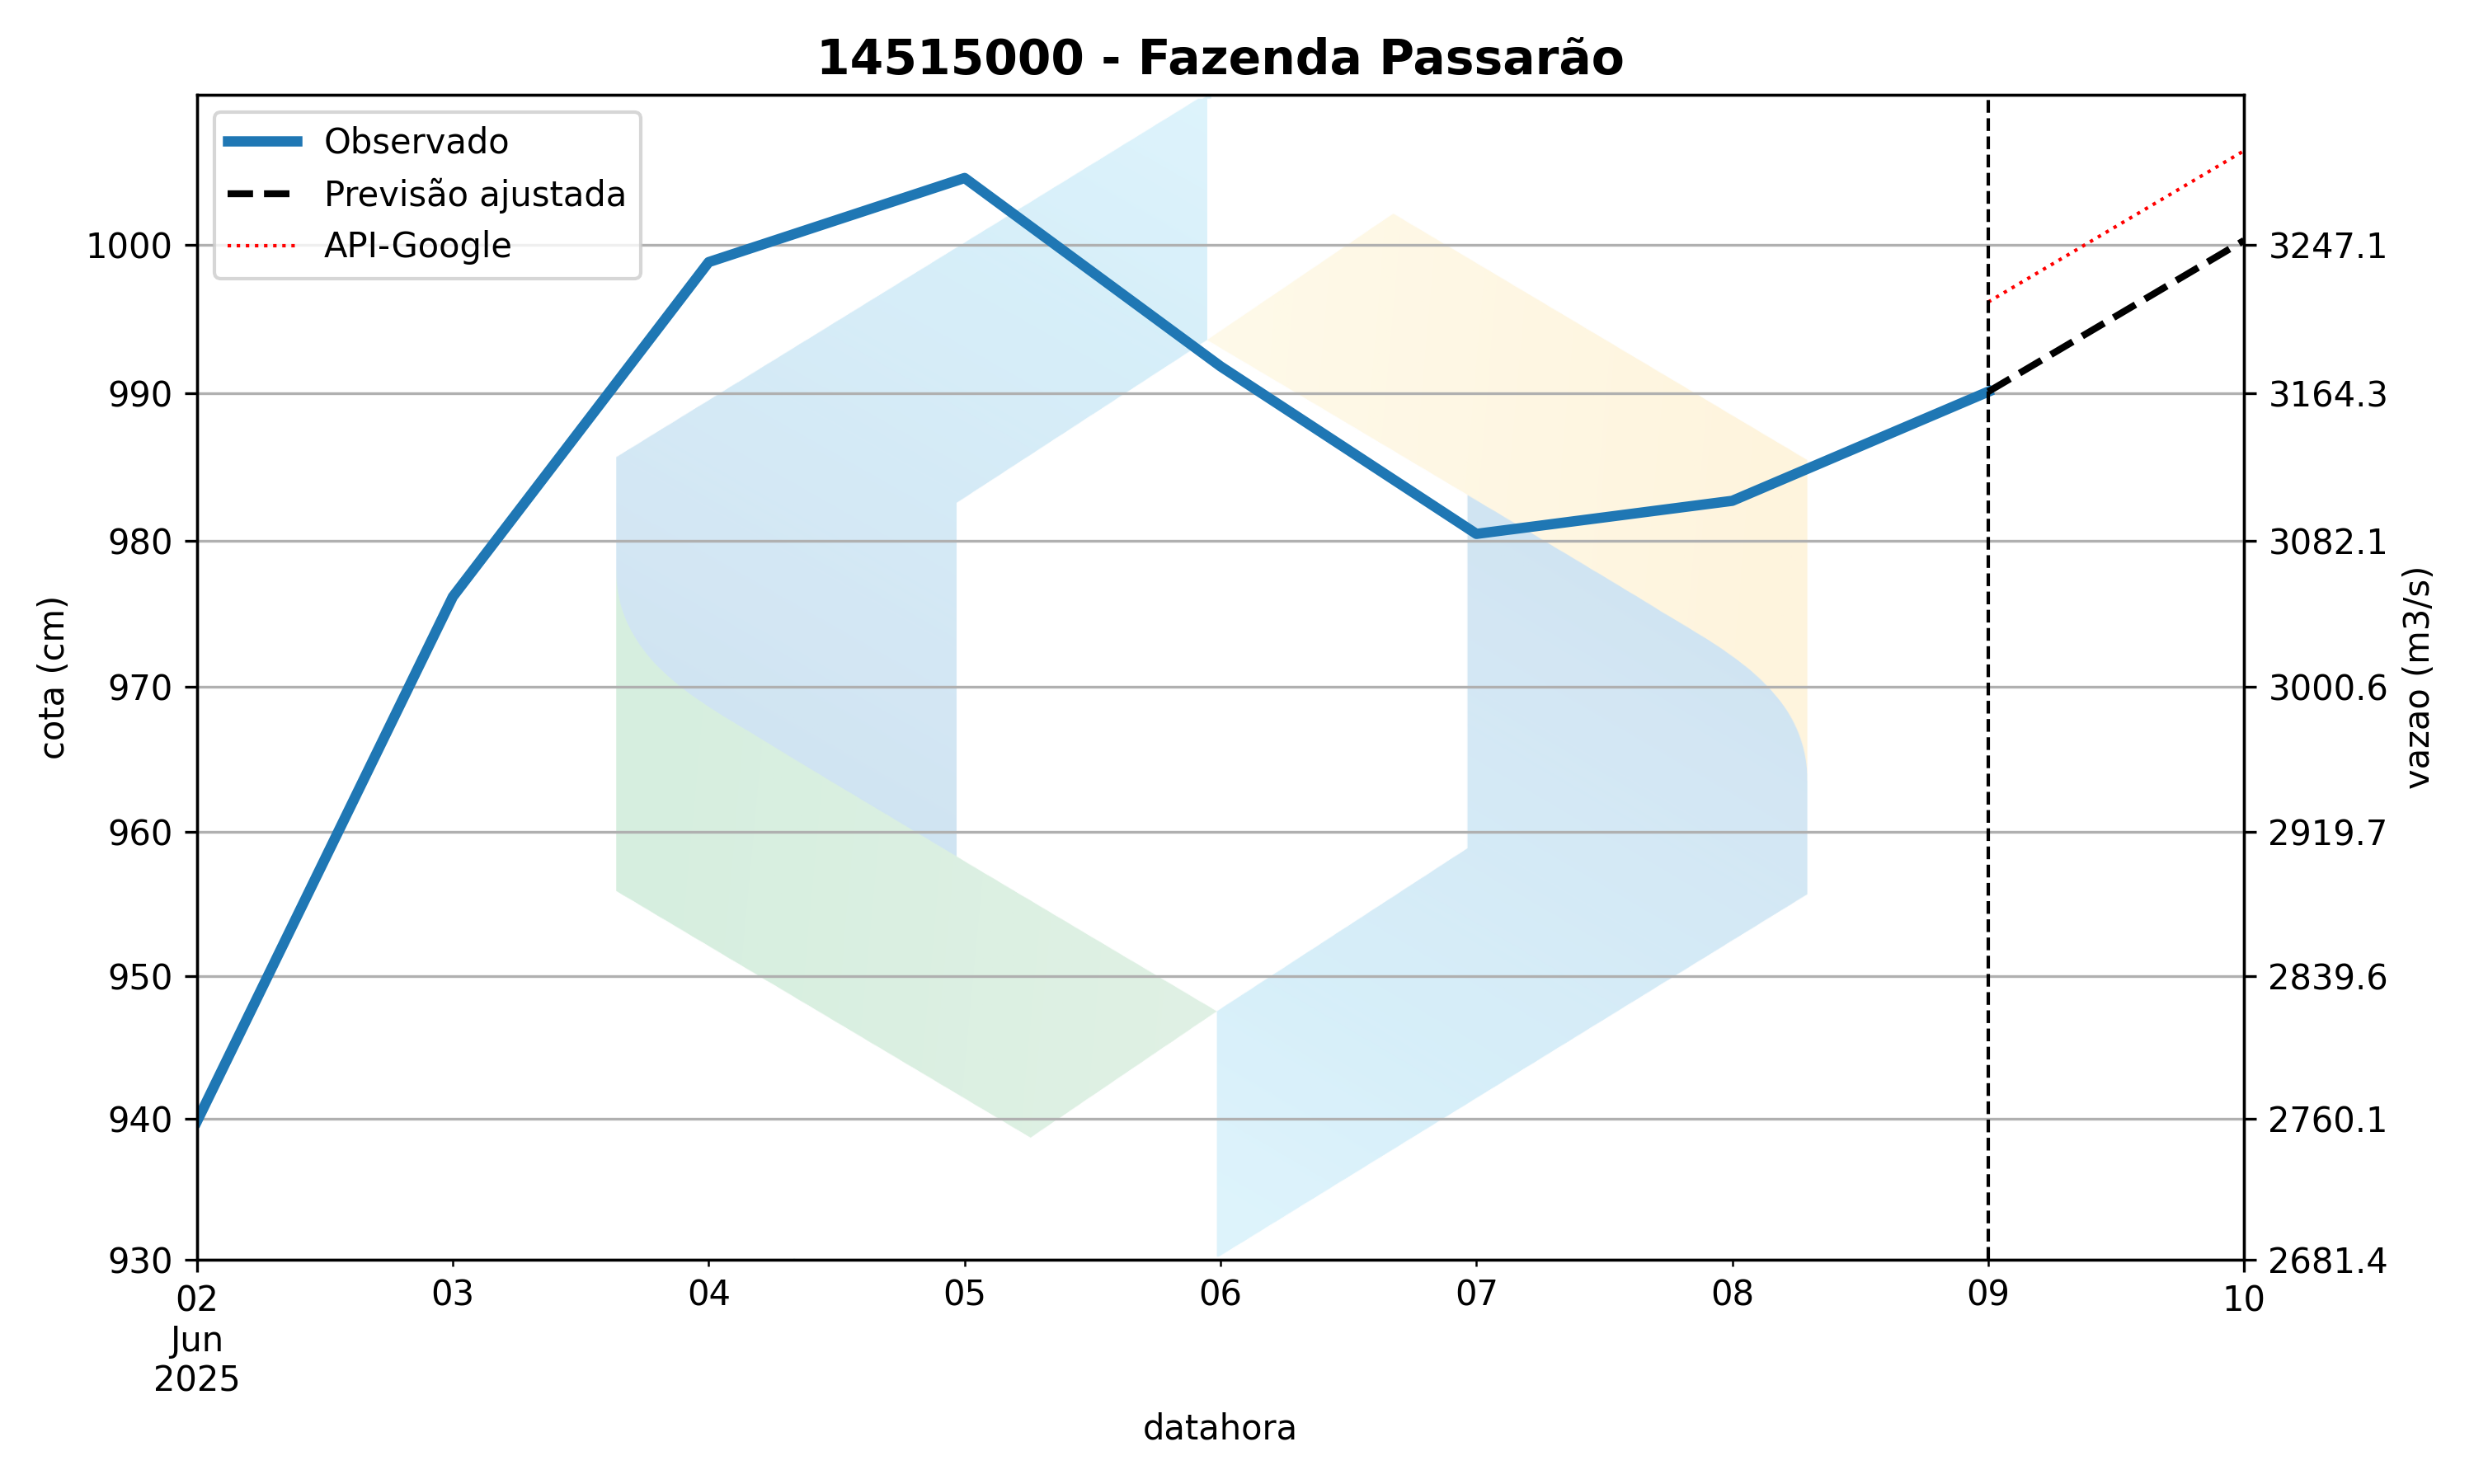 14515000 - Fazenda Passarão
Observado
Previsão ajustada
API-Google
1000
990
980
970
960
950
940
930
cota (cm)
3247.1
3164.3
3082.1
3000.6
2919.7
2839.6
2760.1
2681.4
vazao (m3/s)
02 03 04 05 06 07 08 09 10
Jun
2025
datahora